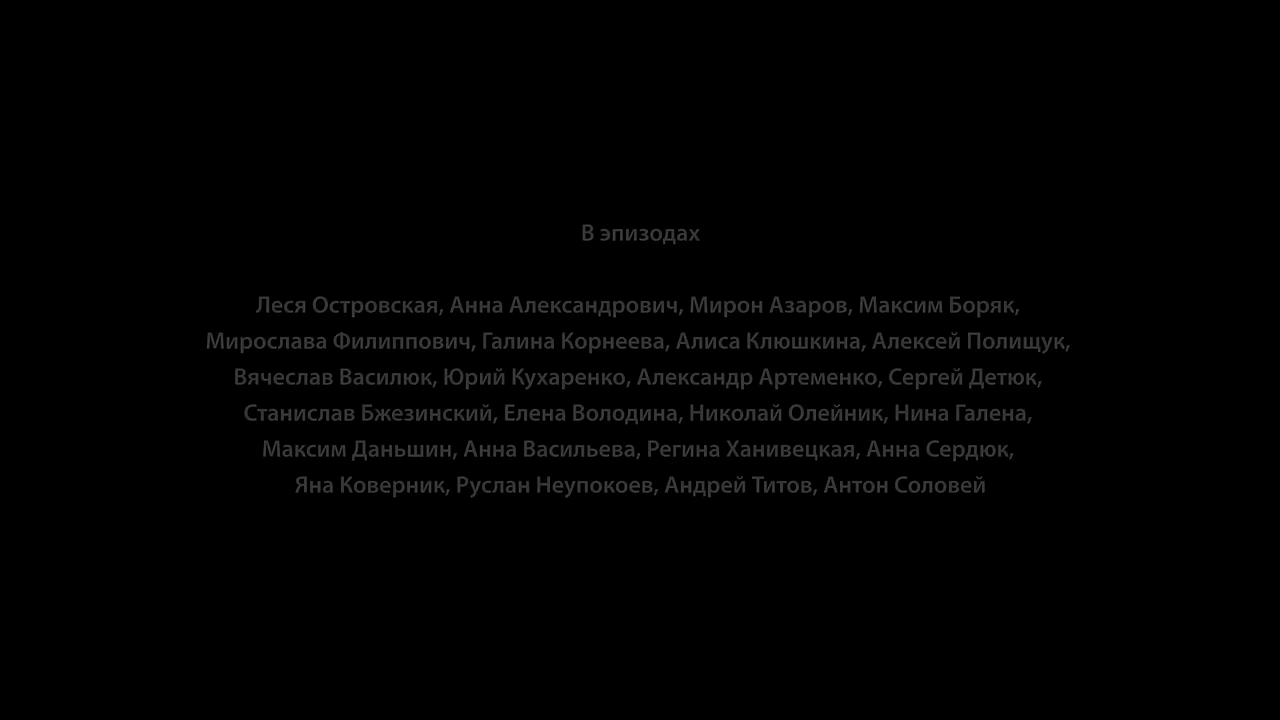 В эпизодах
Леся Островская, Анна Александрович, Мирон Азаров, Максим Боряк,
Мирослава Филиппович, Галина Корнеева, Алиса Клюшкина, Алексей Полищук,
Вячеслав Василюк, Юрий Кухаренко, Александр Артеменко, Сергей Детюк,
Станислав Бжезинский, Елена Володина, Николай Олейник, Нина Галена,
Максим Даньшин, Анна Васильева, Регина Ханивецкая, Анна Сердюк,
Яна Коверник, Руслан Неупокоев, Андрей Титов, Антон Соловей